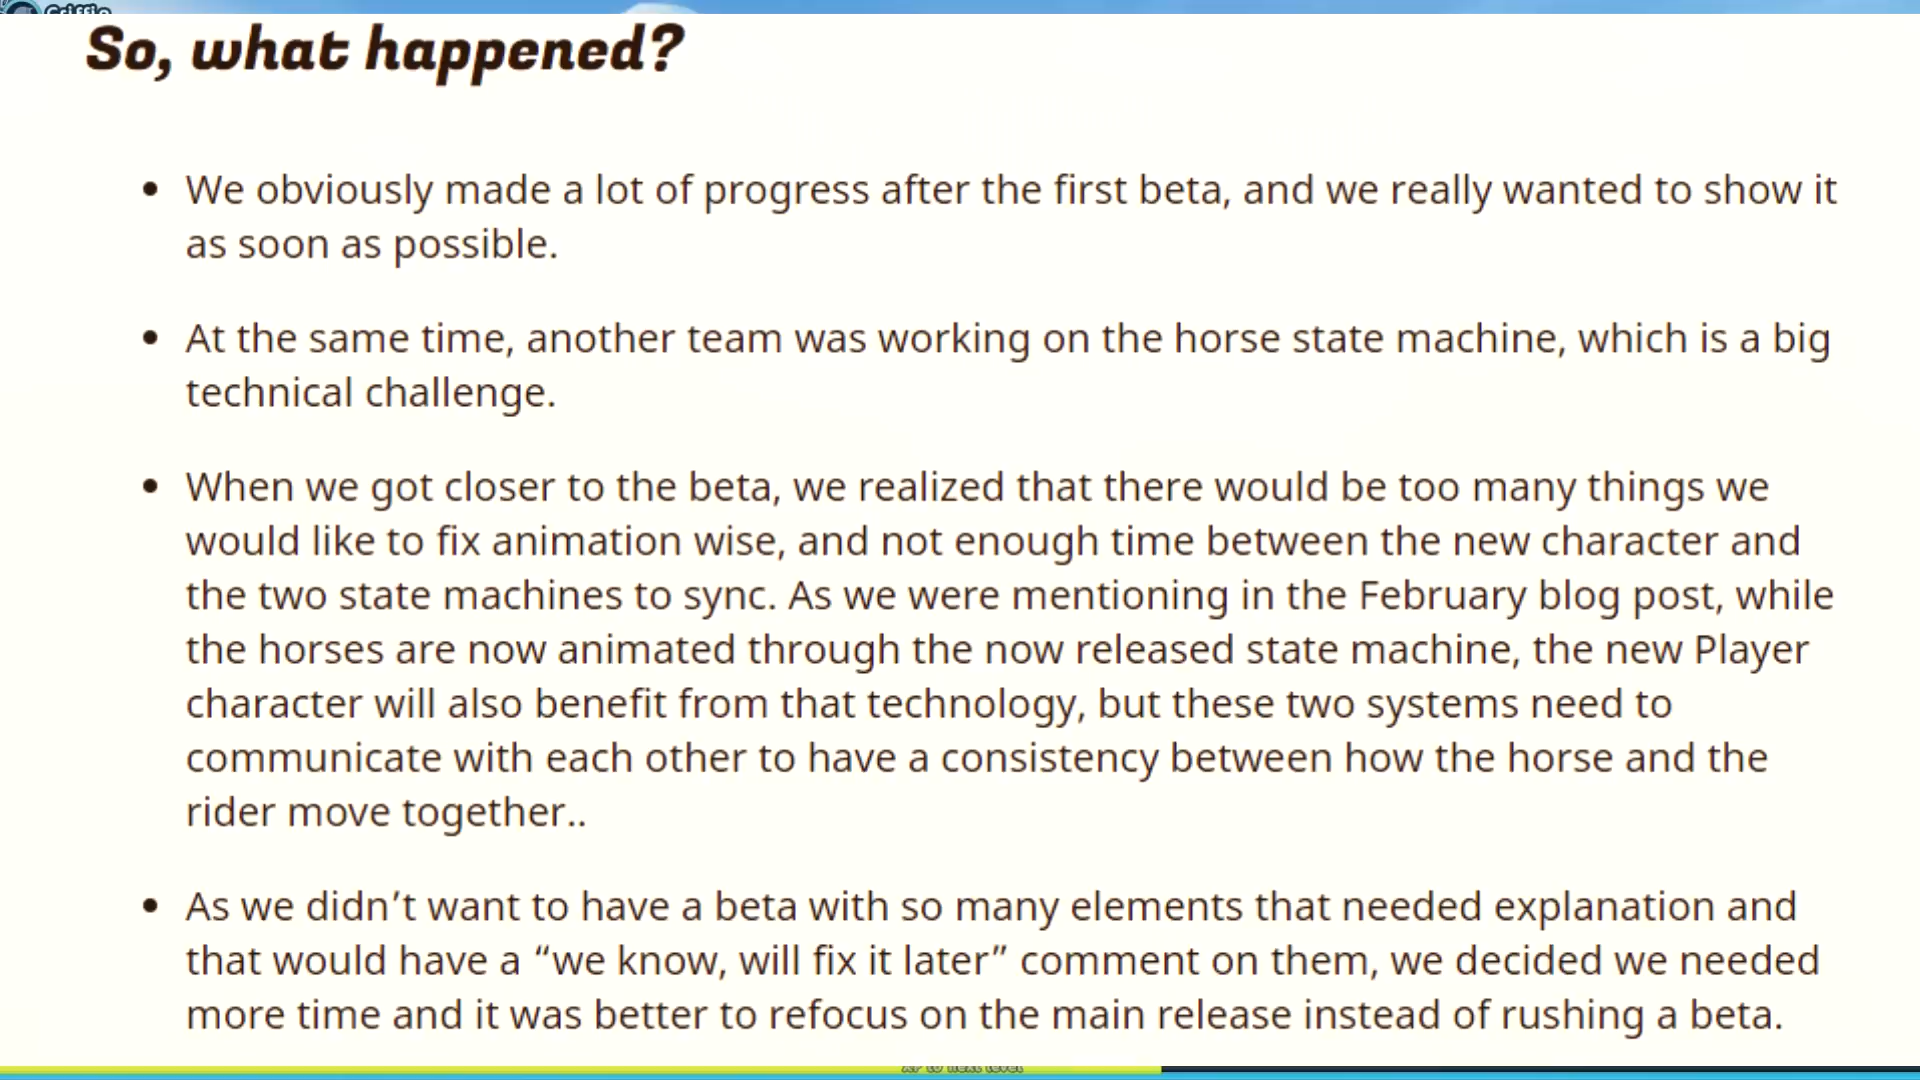 Griffin
So, what happened?
• We obviously made a lot of progress after the first beta, and we really wanted to show it
as soon as possible.
• At the same time, another team was working on the horse state machine, which is a big
technical challenge.
• When we got closer to the beta, we realized that there would be too many things we
would like to fix animation wise, and not enough time between the new character and
the two state machines to sync. As we were mentioning in the February blog post, while
the horses are now animated through the now released state machine, the new Player
character will also benefit from that technology, but these two systems need to
communicate with each other to have a consistency between how the horse and the
rider move together..
• As we didn’t want to have a beta with so many elements that needed explanation and
that would have a “we know, will fix it later” comment on them, we decided we needed
more time and it was better to refocus on the main release instead of rushing a beta.
XP to next level